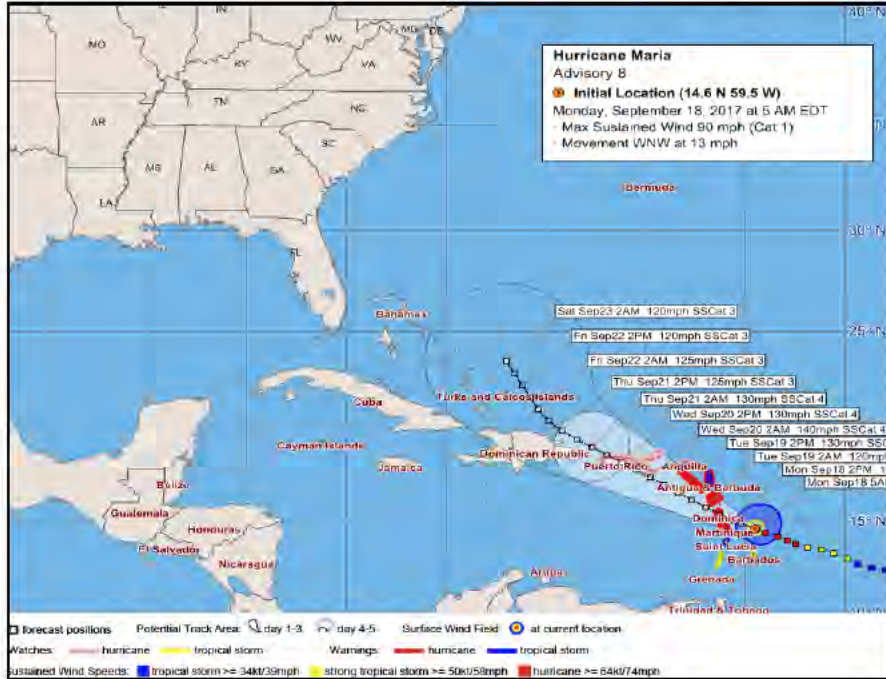 MO
IN
KY
WV
VA
MD
DE
TN
NC
AR
SC
MS
AL
GA
LA
FL
40° N
Hurricane Maria
Advisory 8
Initial Location (14.6 N 59.5 W)
Monday, September 18, 2017 at 5 AM EDT
· Max Sustained Wind 90 mph (Cat 1)
· Movement WNW at 13 mph
Bermuda
30° N
Sat Sep23 2AM 120mph SSCat 3
Bahamas
25° N
Fri Sep22 2PM 120mph SSCat 3
Fri Sep22 2AM 125mph SSCat 3
Thu Sep21 2PM 125mph SSCat 3
Turks and Caicos Islands
Thu Sep21 2AM 130mph SSCat 4
Cuba
Wed Sep20 2PM 130mph SSCat 4
Wed Sep20 2AM 140mph SSCat 4
Cayman Islands
Tue Sep19 2PM 130mph
Dominican Republic
Tue Sep19 2AM 120mph
Jamaica
Puerto Rico
Anguilla
Mon Sep18 2PM
Mon Sep18 5AM
Belize
Antigua & Barbuda
Guatemala
Dominica
15° N
Honduras
Martinique
El Salvador
Saint Lucia
Nicaragua
Barbados
Aruba
Grenada
Trinidad & Tobago
forecast positions Potential Track Area: day 1-3 day 4-5 Surface Wind Field: at current location
Watches: hurricane tropical storm Warnings: hurricane tropical storm
Sustained Wind Speeds: tropical storm >= 34kt/39mph strong tropical storm >= 50kt/58mph hurricane >= 64kt/74mph